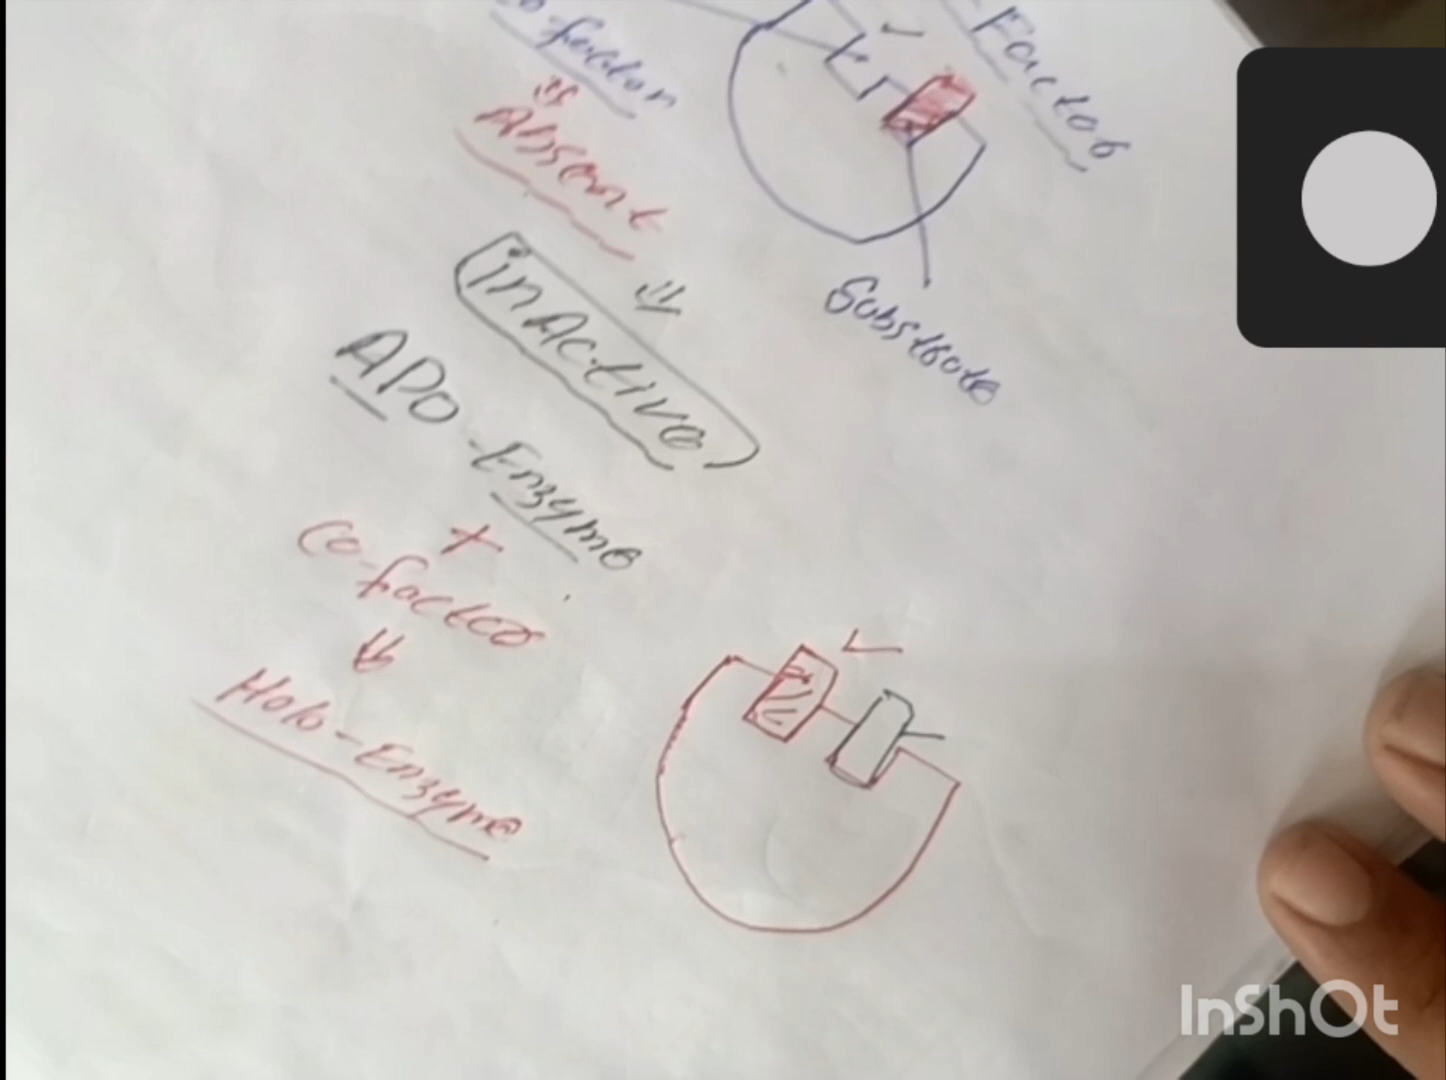 Co-factor
-Factor
Absent
Substrate
inActive
APO-Enzyme
+
Co-factor
Holo-Enzyme
InShOt